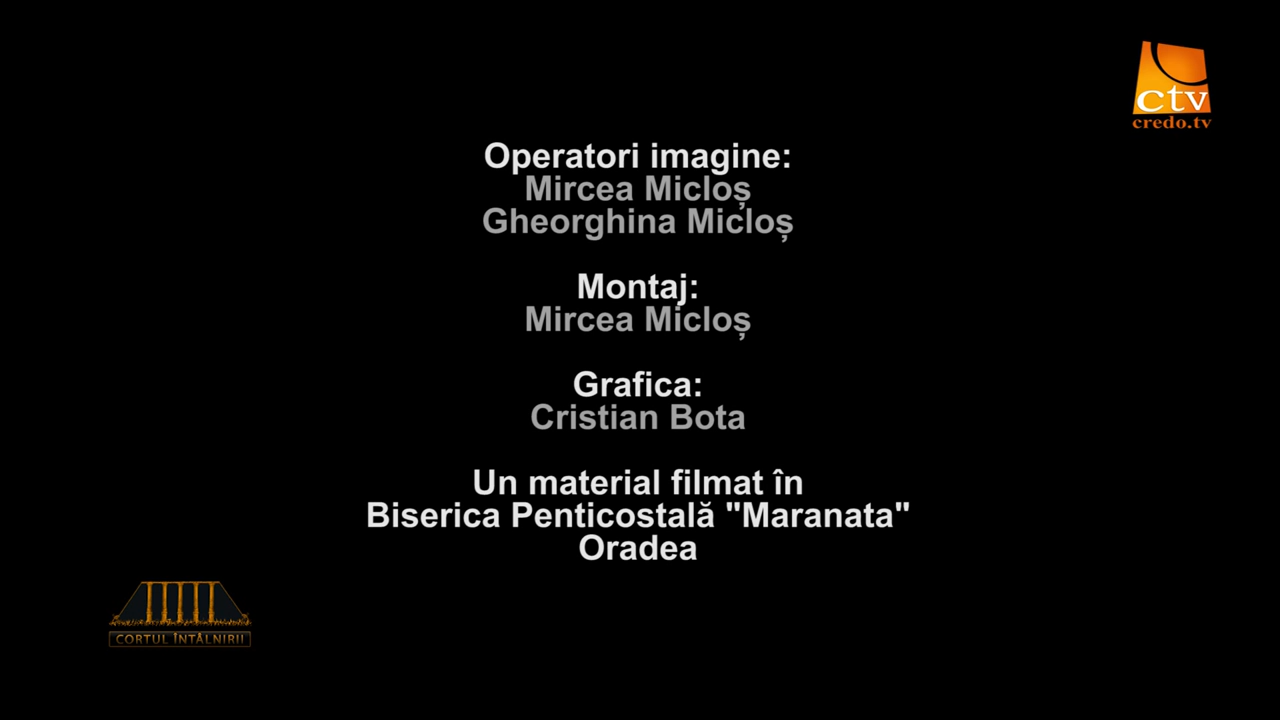 ctv
credo.tv
Operatori imagine:
Mircea Micloș
Gheorghina Micloș
Montaj:
Mircea Micloș
Grafica:
Cristian Bota
Un material filmat în
Biserica Penticostală "Maranata"
Oradea
CORTUL ÎNTÂLNIRII